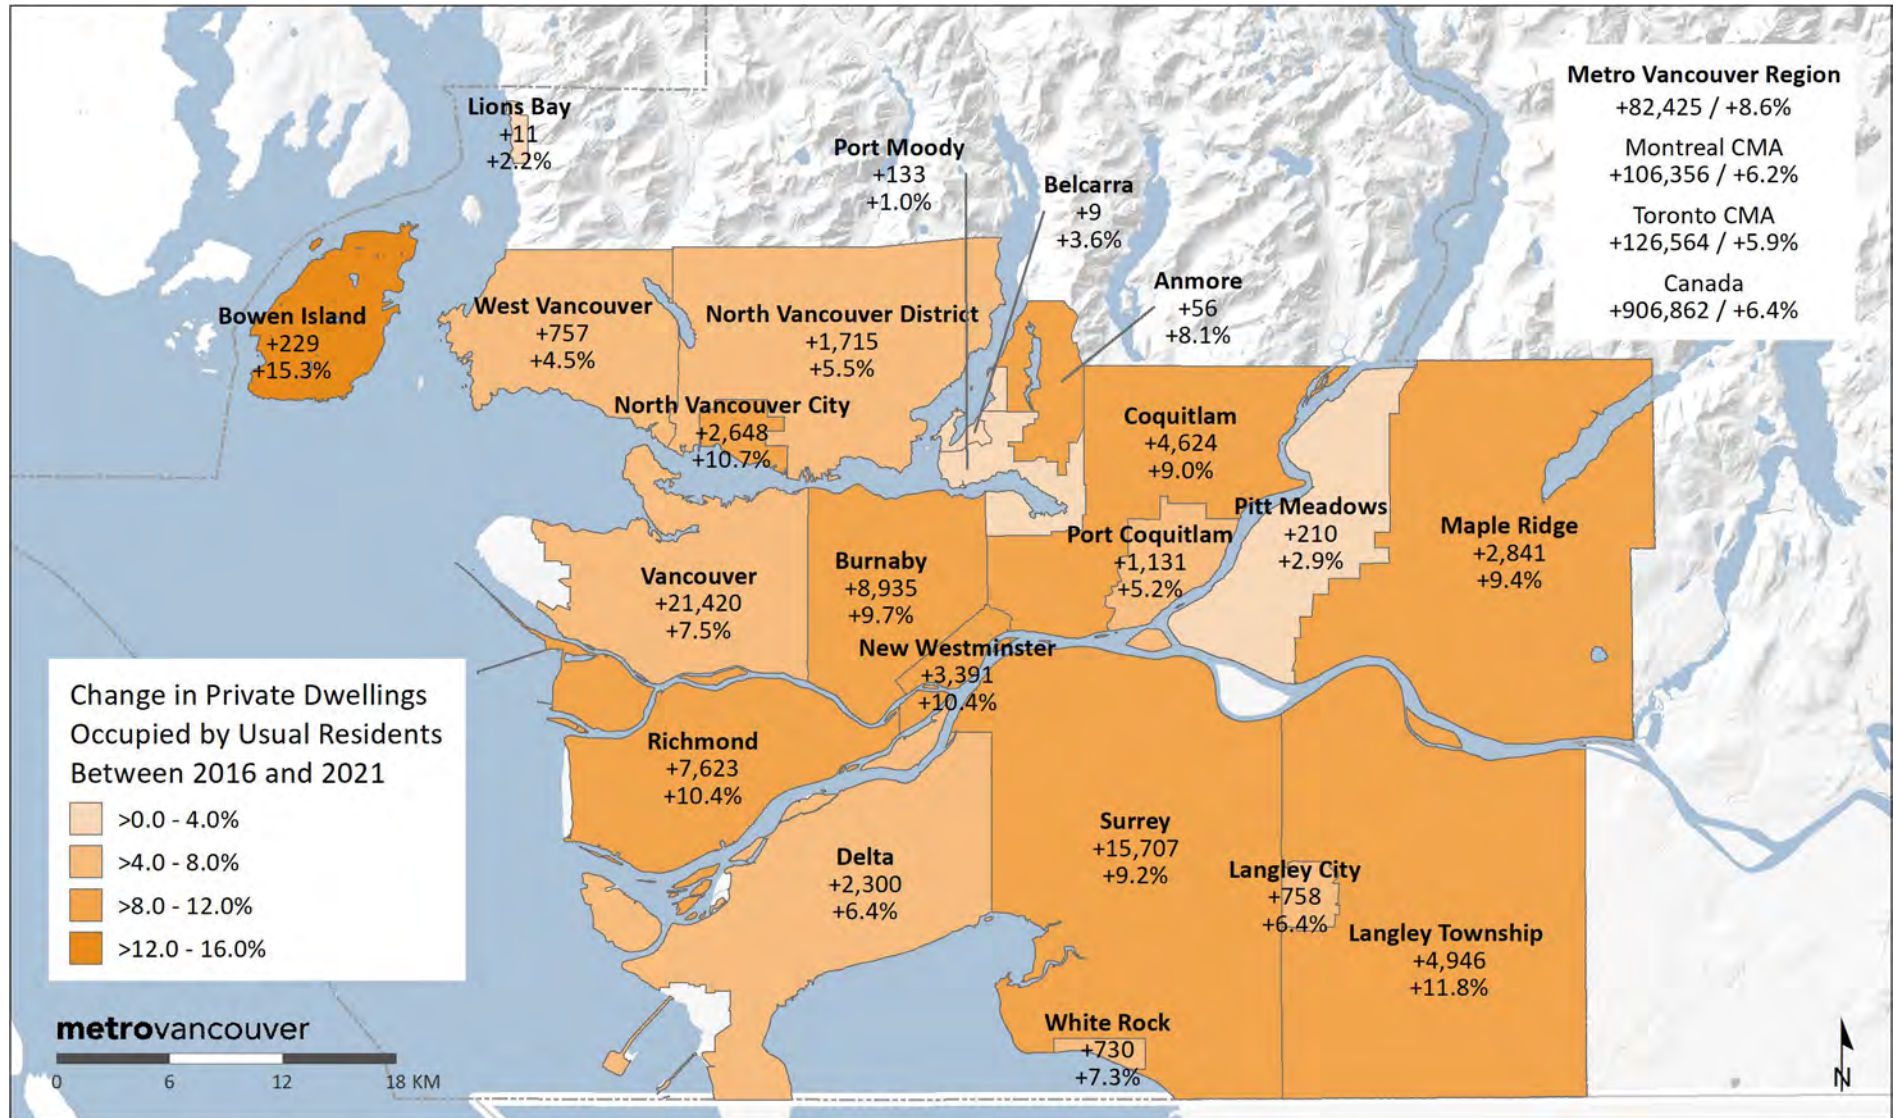 Metro Vancouver Region
+82,425 / +8.6%
Montreal CMA
+106,356 / +6.2%
Toronto CMA
+126,564 / +5.9%
Canada
+906,862 / +6.4%
Lions Bay
+11
+2.2%
Port Moody
+133
+1.0%
Belcarra
+9
+3.6%
Anmore
+56
+8.1%
Bowen Island
+229
+15.3%
West Vancouver
+757
+4.5%
North Vancouver District
+1,715
+5.5%
North Vancouver City
+2,648
+10.7%
Coquitlam
+4,624
+9.0%
Pitt Meadows
+210
+2.9%
Maple Ridge
+2,841
+9.4%
Port Coquitlam
+1,131
+5.2%
Vancouver
+21,420
+7.5%
Burnaby
+8,935
+9.7%
New Westminster
+3,391
+10.4%
Richmond
+7,623
+10.4%
Delta
+2,300
+6.4%
Surrey
+15,707
+9.2%
Langley City
+758
+6.4%
Langley Township
+4,946
+11.8%
White Rock
+730
+7.3%
Change in Private Dwellings
Occupied by Usual Residents
Between 2016 and 2021
>0.0 - 4.0%
>4.0 - 8.0%
>8.0 - 12.0%
>12.0 - 16.0%
metrovancouver
0 6 12 18 KM
N